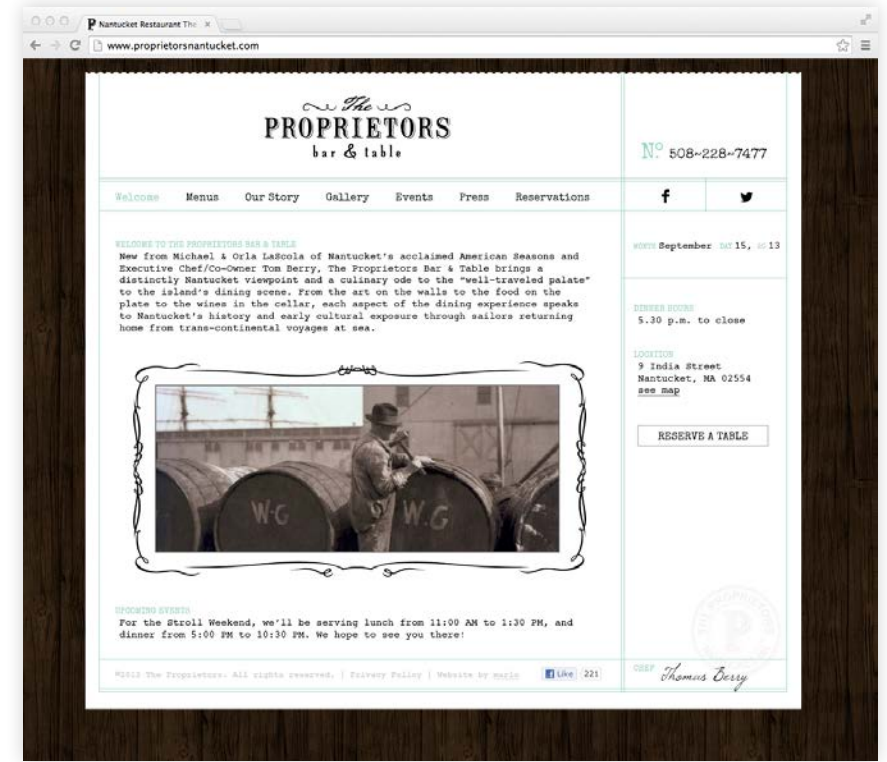 Nantucket Restaurant The
www.proprietorsnantucket.com
The
PROPRIETORS
bar & table
Nº. 508~228~7477
Welcome Menus Our Story Gallery Events Press Reservations
WELCOME TO THE PROPRIETORS BAR & TABLE
New from Michael & Orla LaScola of Nantucket's acclaimed American Seasons and
Executive Chef/Co-Owner Tom Berry, The Proprietors Bar & Table brings a
distinctly Nantucket viewpoint and a culinary ode to the "well-traveled palate"
to the island's dining scene. From the art on the walls to the food on the
plate to the wines in the cellar, each aspect of the dining experience speaks
to Nantucket's history and early cultural exposure through sailors returning
home from trans-continental voyages at sea.
W.G
W.G
UPCOMING EVENTS
For the Stroll Weekend, we'll be serving lunch from 11:00 AM to 1:30 PM, and
dinner from 5:00 PM to 10:30 PM. We hope to see you there!
MONTH September DAY 15, 20 13
DINNER HOURS
5.30 p.m. to close
LOCATION
9 India Street
Nantucket, MA 02554
see map
RESERVE A TABLE
THE PROPRIETORS
P
©2013 The Proprietors. All rights reserved. | Privacy Policy | Website by
Like 221
CHEF Thomas Berry